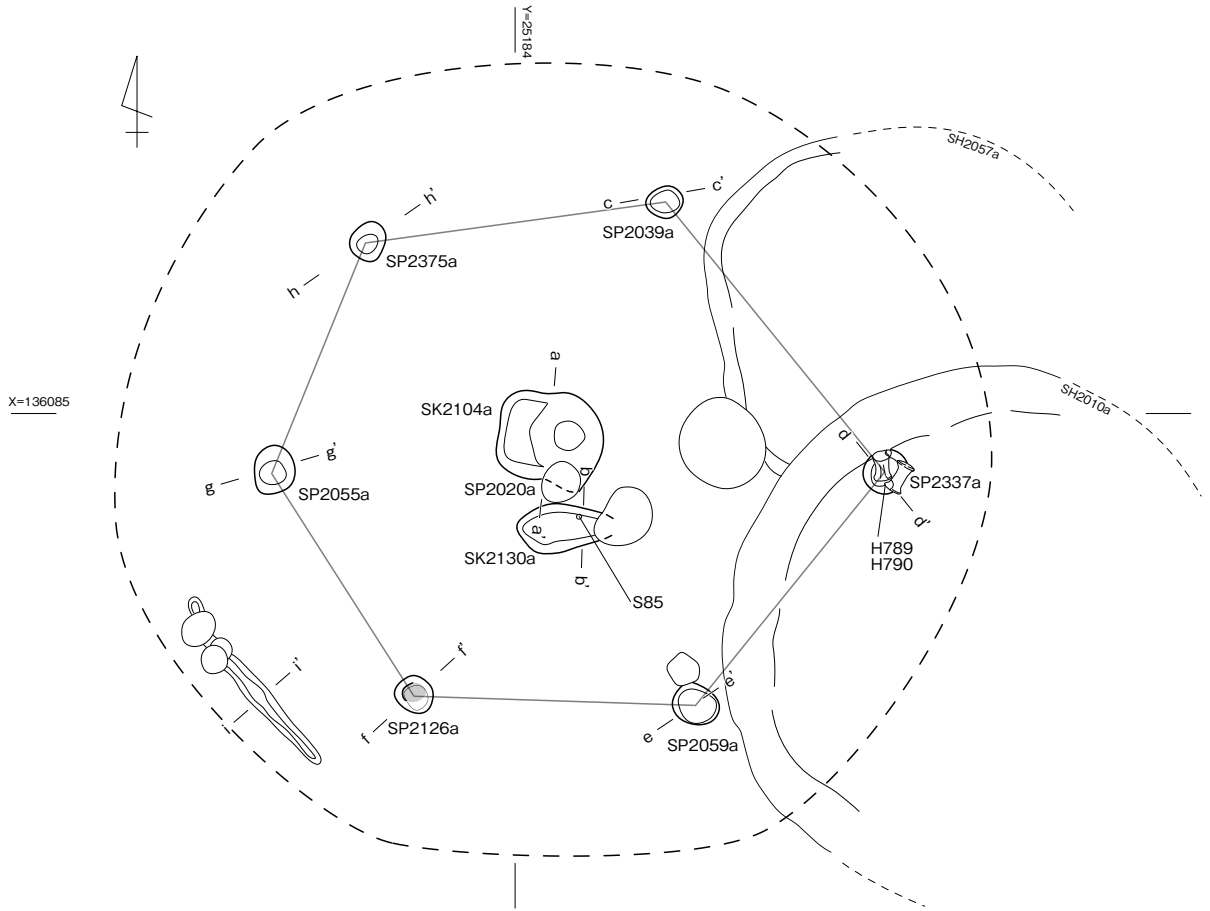 Y=25184
SH2057a
h'
c
c'
SP2039a
SP2375a
h
a
X=136085
SK2104a
SH2010a
d
g'
g
SP2055a
b
SP2020a
SP2337a
a'
d'
SK2130a
H789
H790
b'
S85
f'
i'
e'
i
f
SP2126a
e
SP2059a